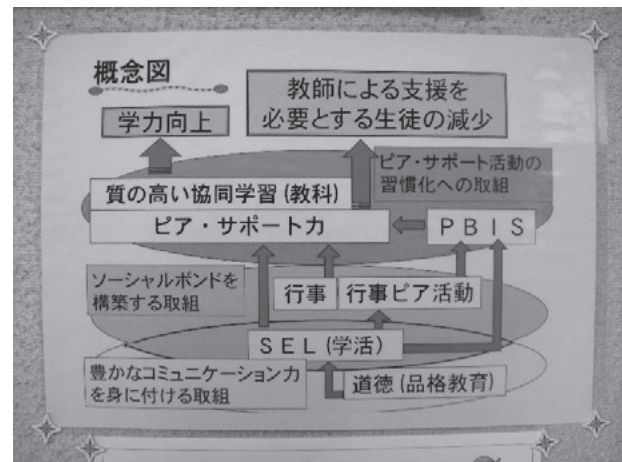 概念図
教師による支援を
必要とする生徒の減少
学力向上
ピア・サポート活動の
習慣化への取組
質の高い協同学習(教科)
ピア・サポート力
PBIS
ソーシャルボンドを
構築する取組
行事
行事ピア活動
SEL(学活)
豊かなコミュニケーション力
を身に付ける取組
道徳(品格教育)